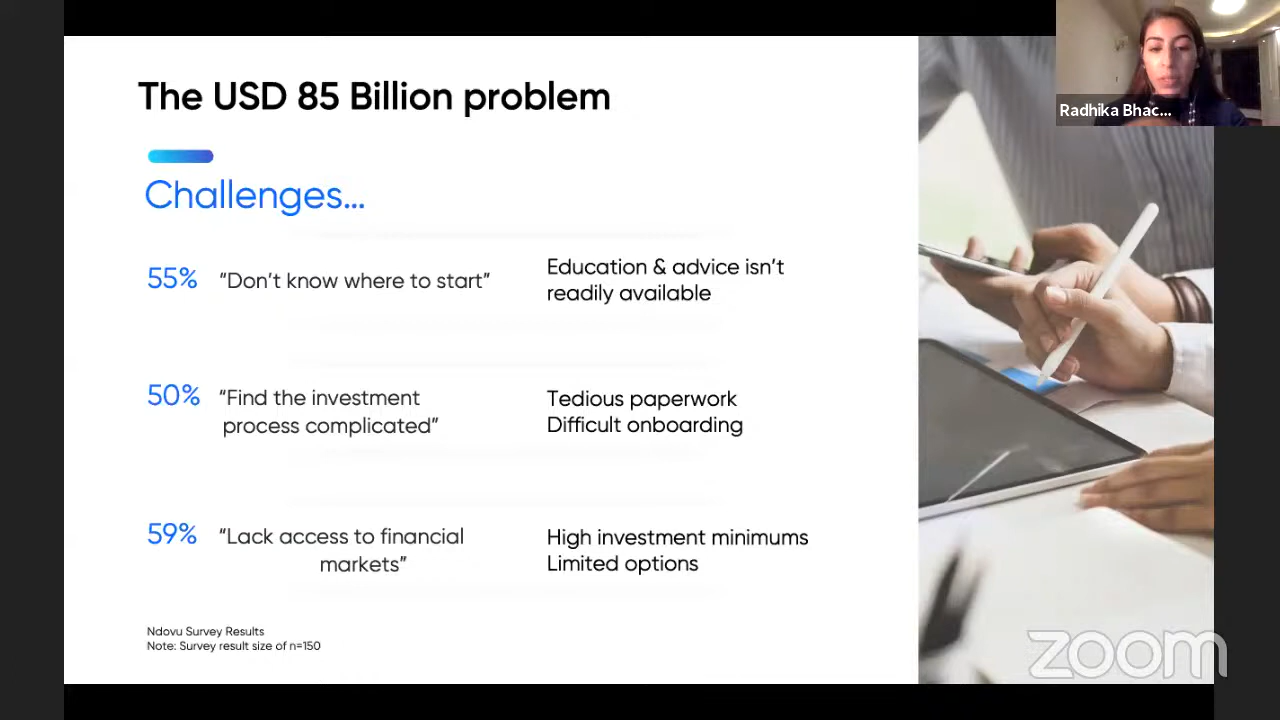 The USD 85 Billion problem
Radhika Bhac...
Challenges...
55% “Don’t know where to start”
Education & advice isn’t
readily available
50% “Find the investment
process complicated”
Tedious paperwork
Difficult onboarding
59% “Lack access to financial
markets”
High investment minimums
Limited options
Ndovu Survey Results
Note: Survey result size of n=150
zoom